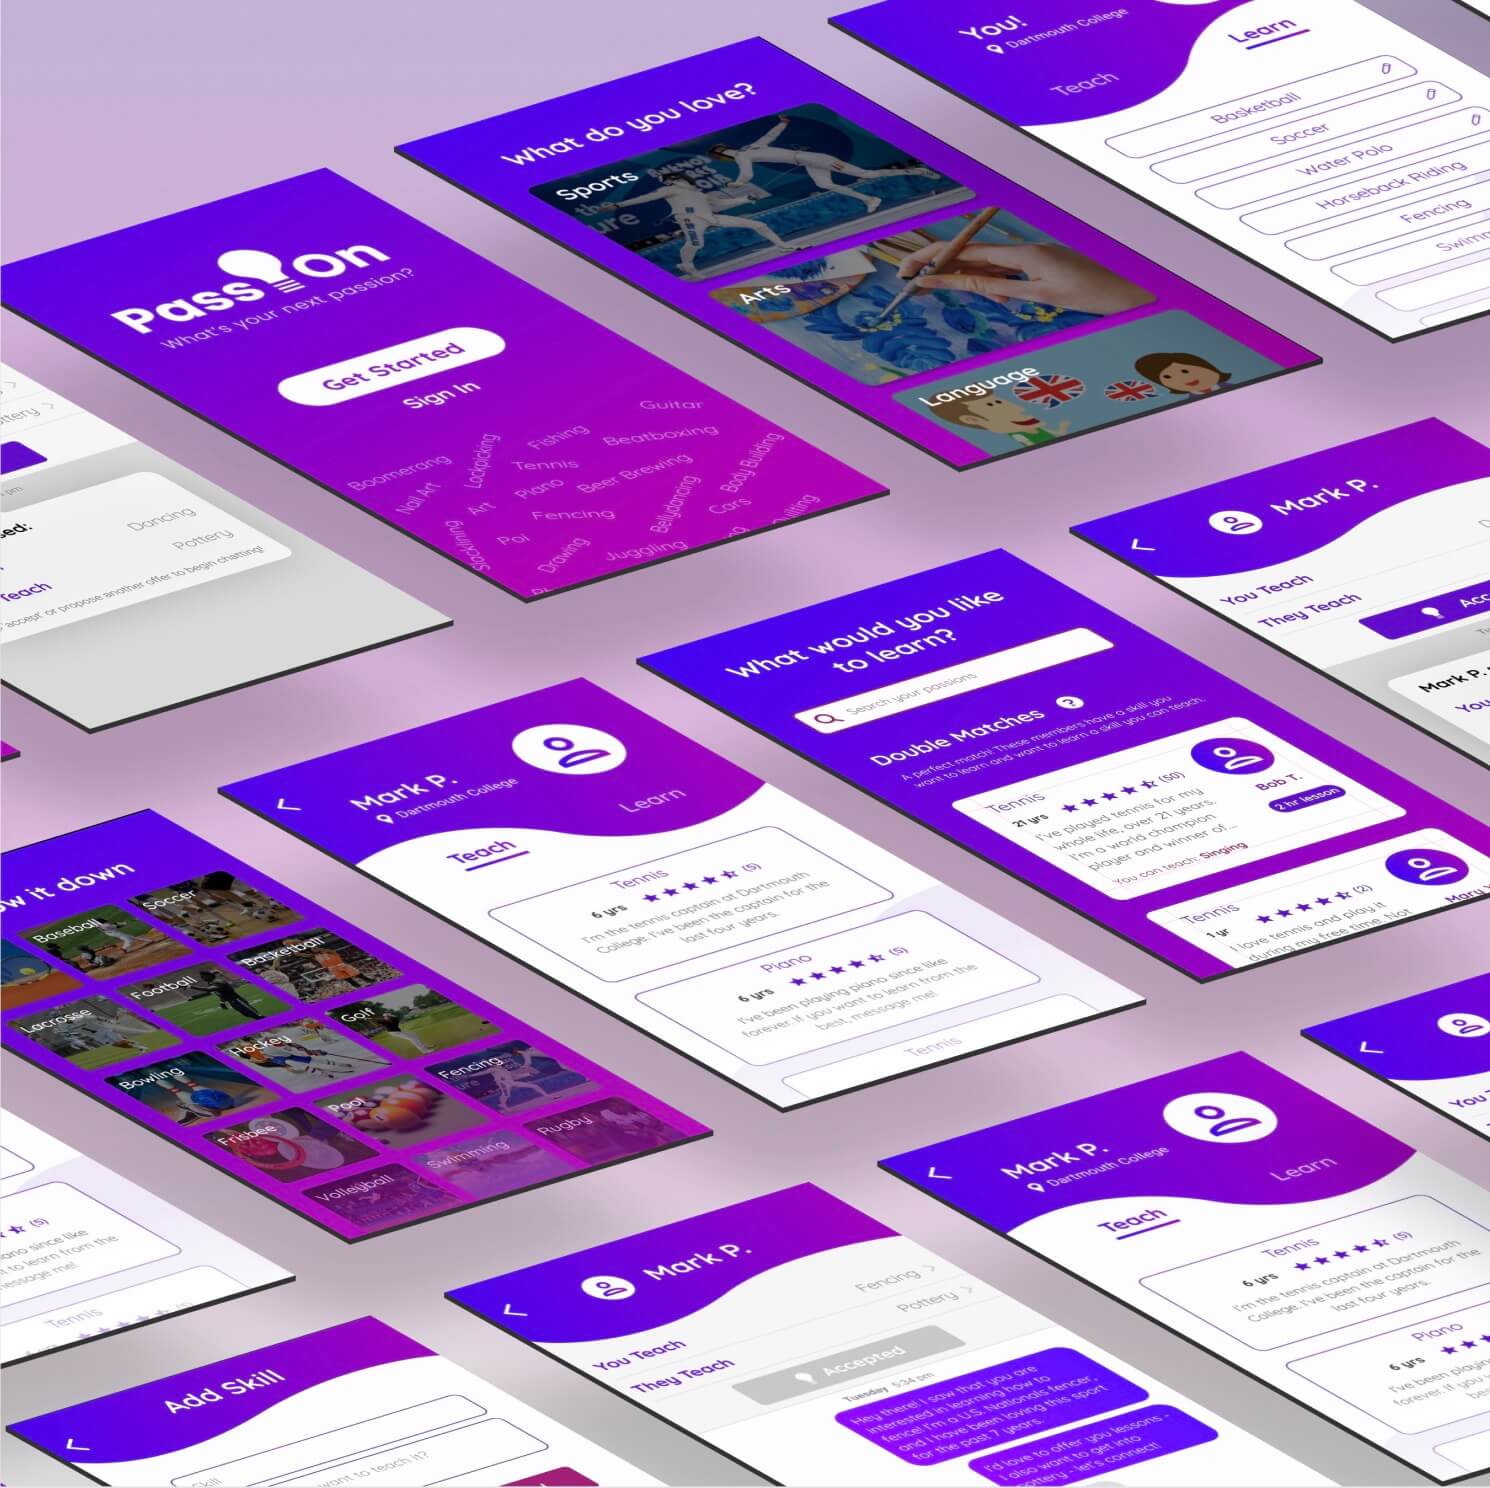 You!
Dartmouth College
Teach
Learn
Basketball
Soccer
Water Polo
Horseback Riding
Fencing
What do you love?
Sports
Arts
Language
Pass on
What's your next passion?
Get Started
Sign In
Guitar
Fishing
Beatboxing
Boomerang
Lockpicking
Tennis
Body Building
Nail Art
Piano
Beer Brewing
Art
Bellydancing
Cars
Fencing
Slacklining
Poi
Drawing
Juggling
Dancing
Pottery
Teach
'accept' or propose another offer to begin chatting!
Mark P.
You Teach
They Teach
Mark P.
What would you like
to learn?
Search your passions
Double Matches ?
A perfect match! These members have a skill you
want to learn and want to learn a skill you can teach.
Tennis
21 yrs
(50)
I've played tennis for my
whole life, over 21 years.
I'm a world champion
player and winner of...
You can teach: Singing
Bob T.
2 hr lesson
Tennis
1 yr
(2)
I love tennis and play it
during my free time. Not
Mark P.
Dartmouth College
Teach
Learn
Tennis
6 yrs
(5)
I'm the tennis captain at Dartmouth
College. I've been the captain for the
last four years.
Piano
6 yrs
(5)
I've been playing piano since like
forever. If you want to learn from the
best, message me!
Tennis
it down
Baseball
Soccer
Lacrosse
Football
Basketball
Bowling
Hockey
Golf
Frisbee
Pool
Fencing
Volleyball
Swimming
Rugby
(5)
piano since like
to learn from the
message me!
Tennis
Mark P.
Dartmouth College
Teach
Learn
Tennis
6 yrs
(5)
I'm the tennis captain at Dartmouth
College. I've been the captain for the
last four years.
Piano
6 yrs
I've been playing
forever. If you
Mark P.
You Teach
Fencing
They Teach
Pottery
Accepted
Tuesday 5:34 pm
Hey there! I saw that you are
interested in learning how to
fence! I'm a U.S. Nationals fencer,
and I have been loving this sport
for the past 7 years.
I'd love to offer you lessons -
I also want to get into
pottery - let's connect!
Add Skill
Skill
want to teach it?